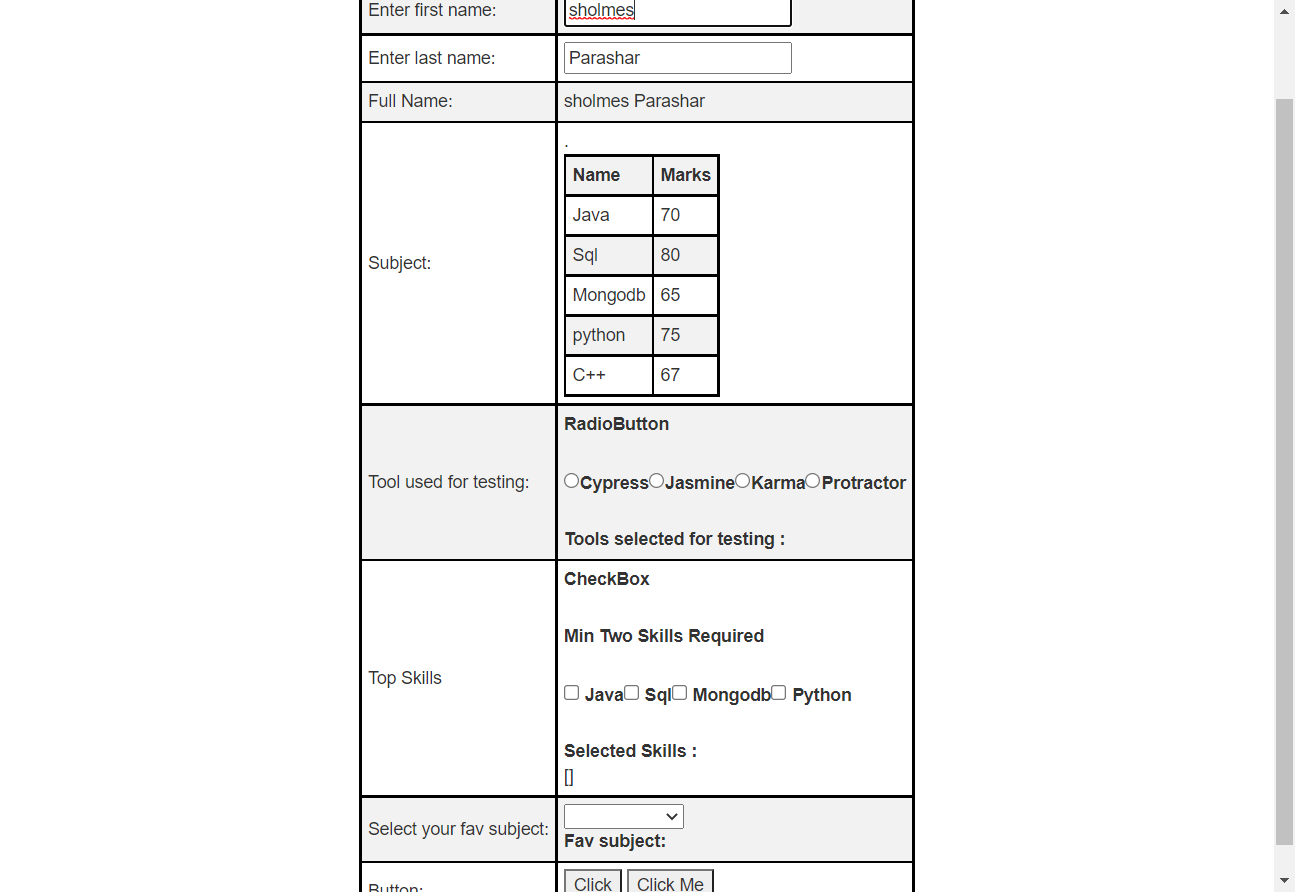 Enter first name: sholmes
Enter last name: Parashar
Full Name: sholmes Parashar
Subject:
.
Name Marks
Java 70
Sql 80
Mongodb 65
python 75
C++ 67
Tool used for testing:
RadioButton
Cypress Jasmine Karma Protractor
Tools selected for testing :
Top Skills
CheckBox
Min Two Skills Required
Java Sql Mongodb Python
Selected Skills :
[]
Select your fav subject:
Fav subject:
Button: Click Click Me